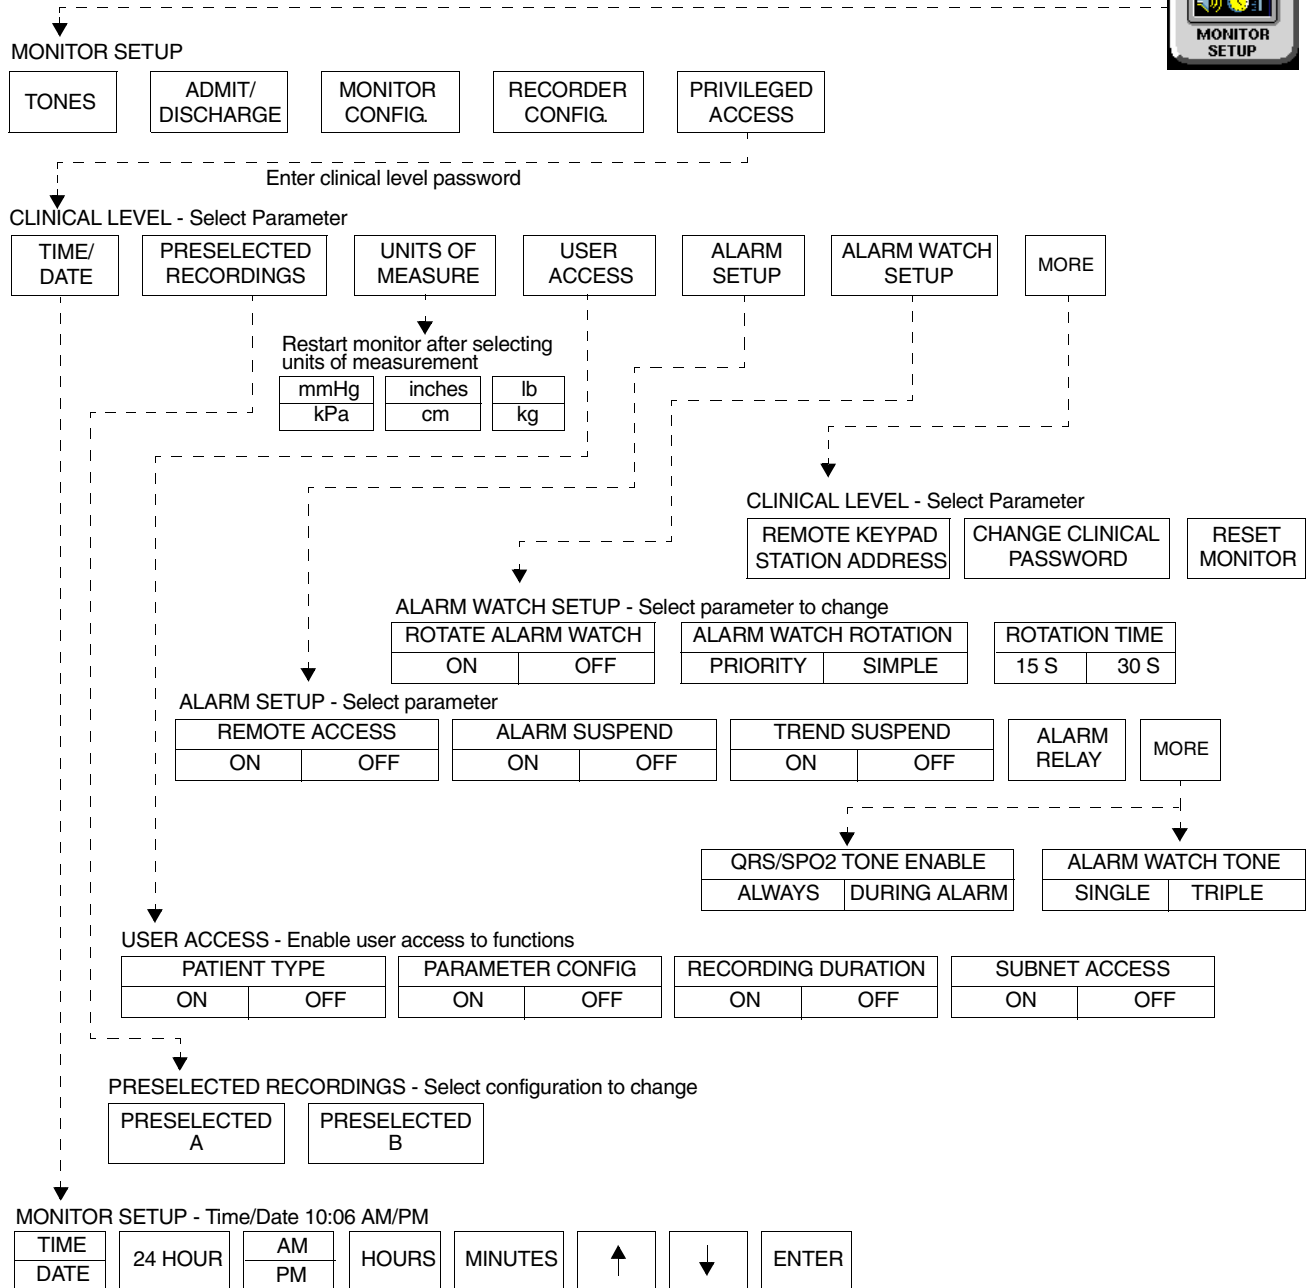 MONITOR
SETUP
MONITOR SETUP
TONES
ADMIT/
DISCHARGE
MONITOR
CONFIG.
RECORDER
CONFIG.
PRIVILEGED
ACCESS
Enter clinical level password
CLINICAL LEVEL - Select Parameter
TIME/
DATE
PRESELECTED
RECORDINGS
UNITS OF
MEASURE
USER
ACCESS
ALARM
SETUP
ALARM WATCH
SETUP
MORE
Restart monitor after selecting
units of measurement
mmHg
kPa
inches
cm
lb
kg
CLINICAL LEVEL - Select Parameter
REMOTE KEYPAD
STATION ADDRESS
CHANGE CLINICAL
PASSWORD
RESET
MONITOR
ALARM WATCH SETUP - Select parameter to change
ROTATE ALARM WATCH
ON OFF
ALARM WATCH ROTATION
PRIORITY SIMPLE
ROTATION TIME
15 S 30 S
ALARM SETUP - Select parameter
REMOTE ACCESS
ON OFF
ALARM SUSPEND
ON OFF
TREND SUSPEND
ON OFF
ALARM
RELAY
MORE
QRS/SPO2 TONE ENABLE
ALWAYS DURING ALARM
ALARM WATCH TONE
SINGLE TRIPLE
USER ACCESS - Enable user access to functions
PATIENT TYPE
ON OFF
PARAMETER CONFIG
ON OFF
RECORDING DURATION
ON OFF
SUBNET ACCESS
ON OFF
PRESELECTED RECORDINGS - Select configuration to change
PRESELECTED
A
PRESELECTED
B
MONITOR SETUP - Time/Date 10:06 AM/PM
TIME
DATE
24 HOUR
AM
PM
HOURS
MINUTES
ENTER